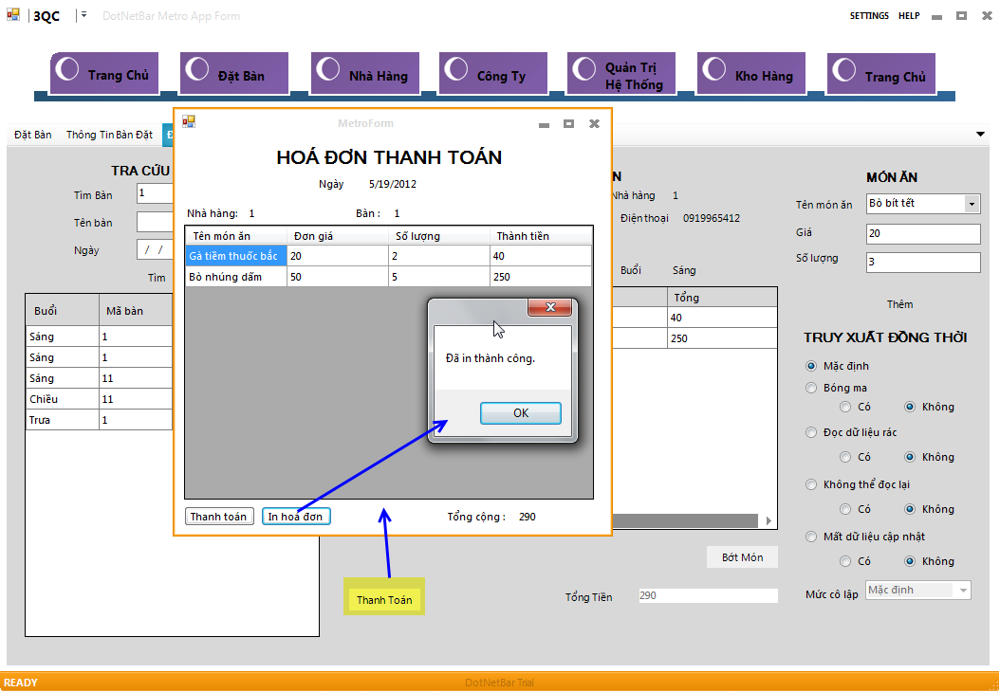 3QC
DotNetBar Metro App Form
SETTINGS HELP
Trang Chủ
Đặt Bàn
Nhà Hàng
Công Ty
Quản Trị
Hệ Thống
Kho Hàng
Trang Chủ
Đặt Bàn Thông Tin Bàn Đặt
TRA CỨU
Tìm Bàn 1
Tên bàn
Ngày / /
Tìm
Buổi Mã bàn
Sáng 1
Sáng 1
Sáng 11
Chiều 11
Trưa 1
MetroForm
HOÁ ĐƠN THANH TOÁN
Ngày 5/19/2012
Nhà hàng: 1 Bàn : 1
Tên món ăn Đơn giá Số lượng Thành tiền
Gà tiềm thuốc bắc 20 2 40
Bò nhúng dấm 50 5 250
Đã in thành công.
OK
Thanh toán In hoá đơn Tổng cộng : 290
Thanh Toán
N
Nhà hàng 1
Điện thoại 0919965412
Buổi Sáng
Tổng
40
250
Bớt Món
Tổng Tiền 290
MÓN ĂN
Tên món ăn Bò bít tết
Giá 20
Số lượng 3
Thêm
TRUY XUẤT ĐỒNG THỜI
Mặc định
Bóng ma
Có Không
Đọc dữ liệu rác
Có Không
Không thể đọc lại
Có Không
Mất dữ liệu cập nhật
Có Không
Mức cô lập Mặc định
READY
DotNetBar Trial